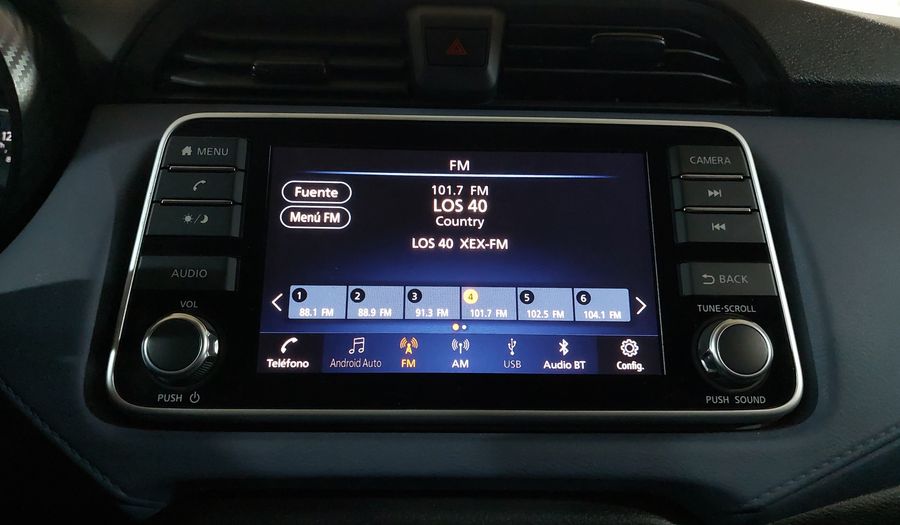 12
MENU
AUDIO
VOL
PUSH
FM
Fuente
Menú FM
101.7 FM
LOS 40
Country
LOS 40 XEX-FM
1 2 3 4 5 6
88.1 FM 88.9 FM 91.3 FM 101.7 FM 102.5 FM 104.1 FM
Teléfono Android Auto FM AM USB Audio BT Config.
CAMERA
BACK
TUNE·SCROLL
PUSH SOUND